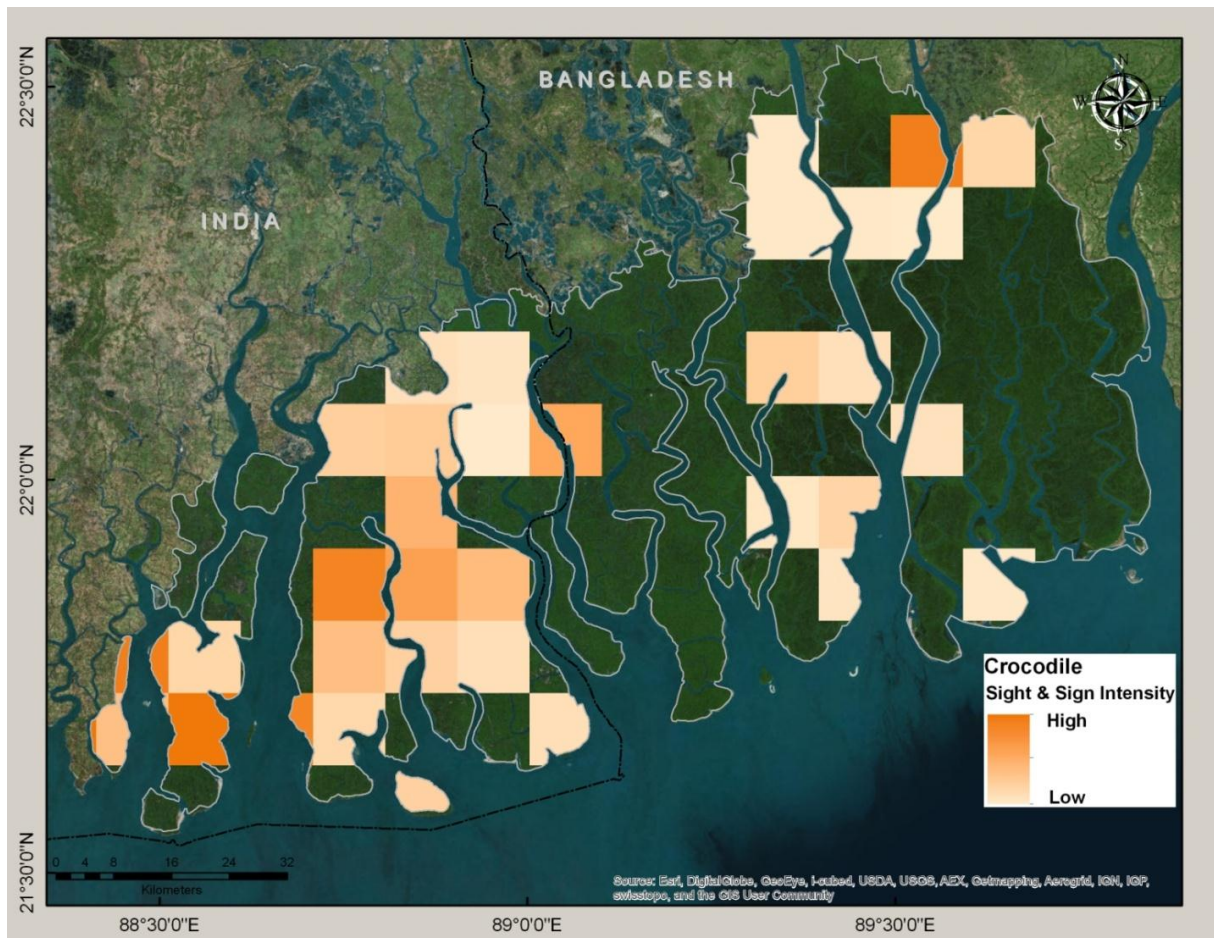 22°30'0"N
22°0'0"N
21°30'0"N
BANGLADESH
INDIA
N
N
W
E
E
S
S
Crocodile
Sight & Sign Intensity
High
Low
0 4 8 16 24 32
Kilometers
Source: Esri, DigitalGlobe, GeoEye, i-cubed, USDA, USGS, AEX, Getmapping, Aerogrid, IGN, IGP,
swisstopo, and the GIS User Community
88°30'0"E
89°0'0"E
89°30'0"E